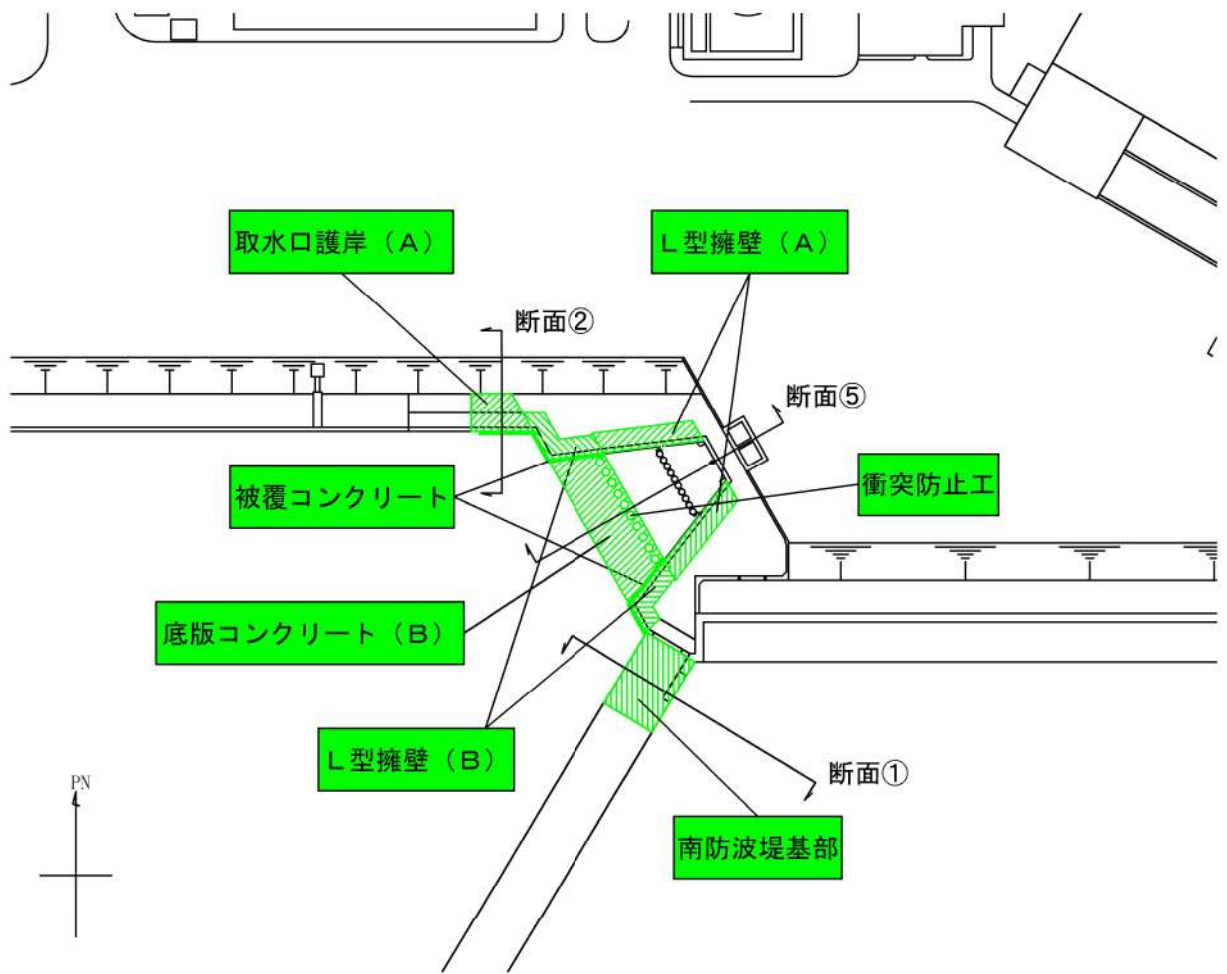 取水口護岸（A）
L型擁壁（A）
断面②
断面⑤
被覆コンクリート
衝突防止工
底版コンクリート（B）
L型擁壁（B）
PN
断面①
南防波堤基部